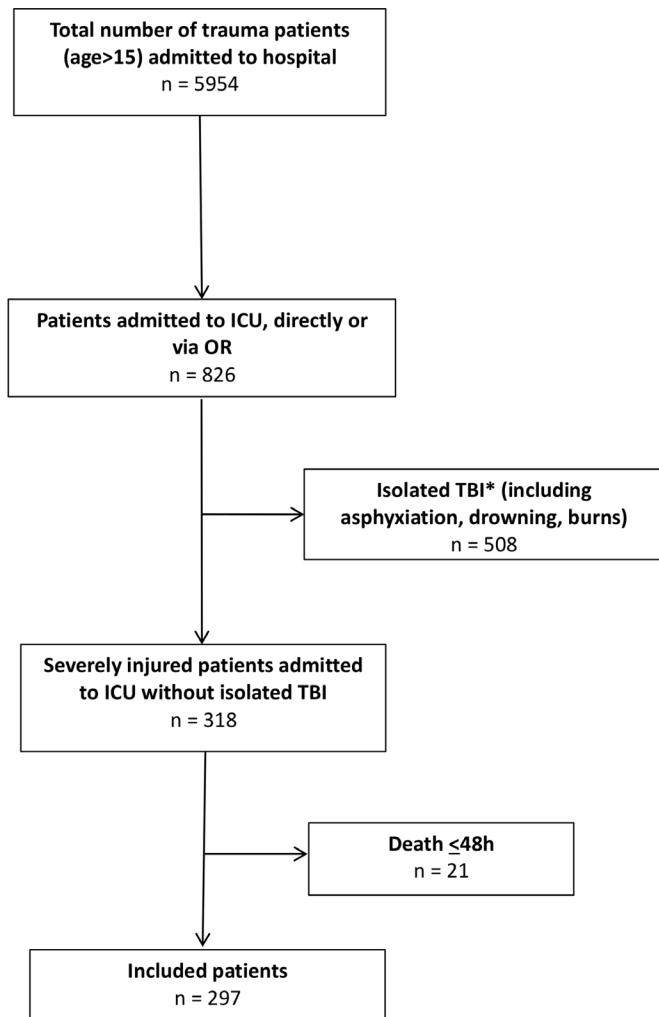 Total number of trauma patients
(age>15) admitted to hospital
n = 5954
Patients admitted to ICU, directly or
via OR
n = 826
Isolated TBI* (including
asphyxiation, drowning, burns)
n = 508
Severely injured patients admitted
to ICU without isolated TBI
n = 318
Death ≤48h
n = 21
Included patients
n = 297